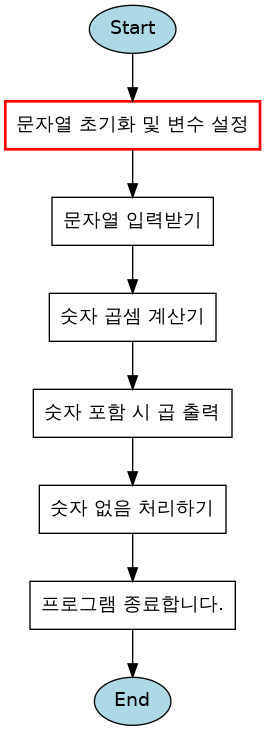 Start
문자열 초기화 및 변수 설정
문자열 입력받기
숫자 곱셈 계산기
숫자 포함 시 곱 출력
숫자 없음 처리하기
프로그램 종료합니다.
End